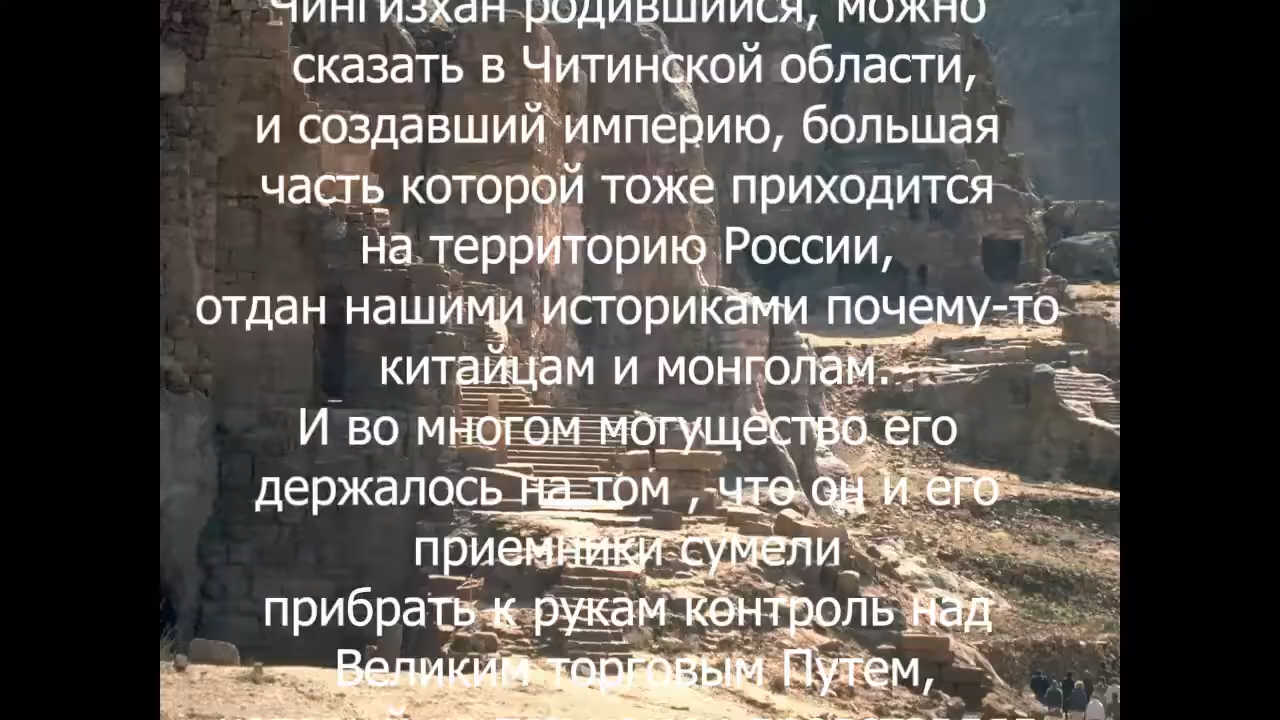 Чингизхан родившийся, можно
сказать в Читинской области,
и создавший империю, большая
часть которой тоже приходится
на территорию России,
отдан нашими историками почему-то
китайцам и монголам.
И во многом могущество его
держалось на том , что он и его
приемники сумели
прибрать к рукам контроль над
Великим торговым Путем,